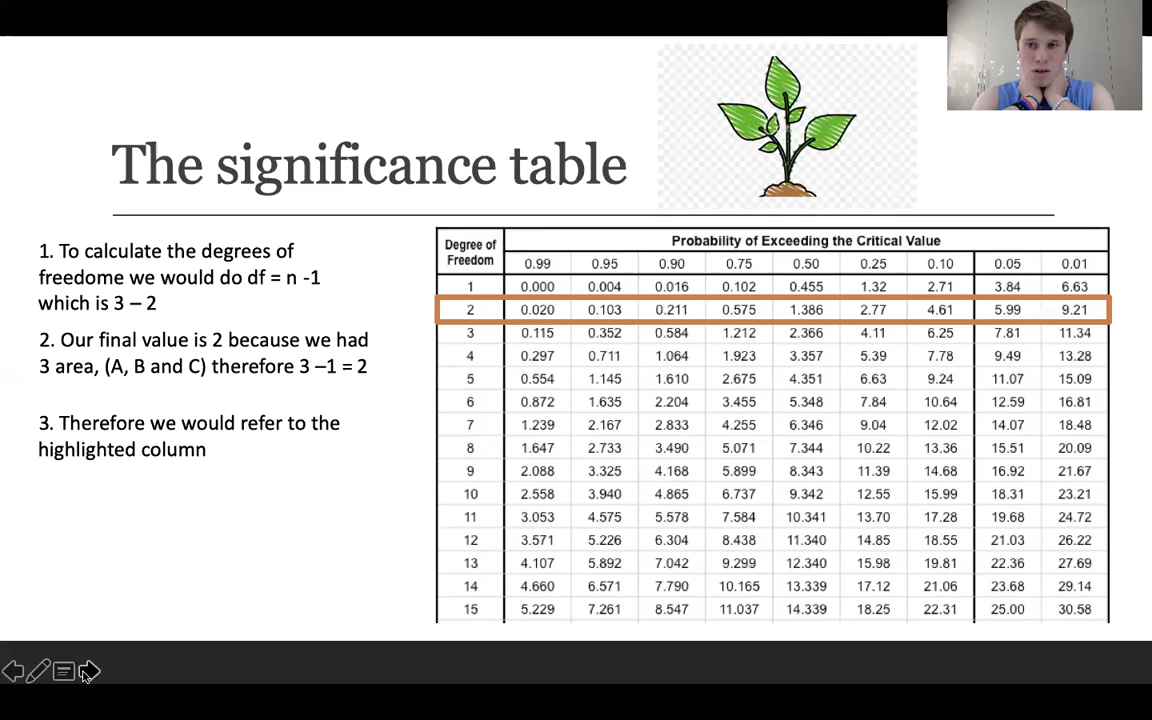 The significance table
1. To calculate the degrees of
freedome we would do df = n -1
which is 3 – 2
2. Our final value is 2 because we had
3 area, (A, B and C) therefore 3 –1 = 2
3. Therefore we would refer to the
highlighted column
Degree of Freedom Probability of Exceeding the Critical Value
0.99 0.95 0.90 0.75 0.50 0.25 0.10 0.05 0.01
1 0.000 0.004 0.016 0.102 0.455 1.32 2.71 3.84 6.63
2 0.020 0.103 0.211 0.575 1.386 2.77 4.61 5.99 9.21
3 0.115 0.352 0.584 1.212 2.366 4.11 6.25 7.81 11.34
4 0.297 0.711 1.064 1.923 3.357 5.39 7.78 9.49 13.28
5 0.554 1.145 1.610 2.675 4.351 6.63 9.24 11.07 15.09
6 0.872 1.635 2.204 3.455 5.348 7.84 10.64 12.59 16.81
7 1.239 2.167 2.833 4.255 6.346 9.04 12.02 14.07 18.48
8 1.647 2.733 3.490 5.071 7.344 10.22 13.36 15.51 20.09
9 2.088 3.325 4.168 5.899 8.343 11.39 14.68 16.92 21.67
10 2.558 3.940 4.865 6.737 9.342 12.55 15.99 18.31 23.21
11 3.053 4.575 5.578 7.584 10.341 13.70 17.28 19.68 24.72
12 3.571 5.226 6.304 8.438 11.340 14.85 18.55 21.03 26.22
13 4.107 5.892 7.042 9.299 12.340 15.98 19.81 22.36 27.69
14 4.660 6.571 7.790 10.165 13.339 17.12 21.06 23.68 29.14
15 5.229 7.261 8.547 11.037 14.339 18.25 22.31 25.00 30.58